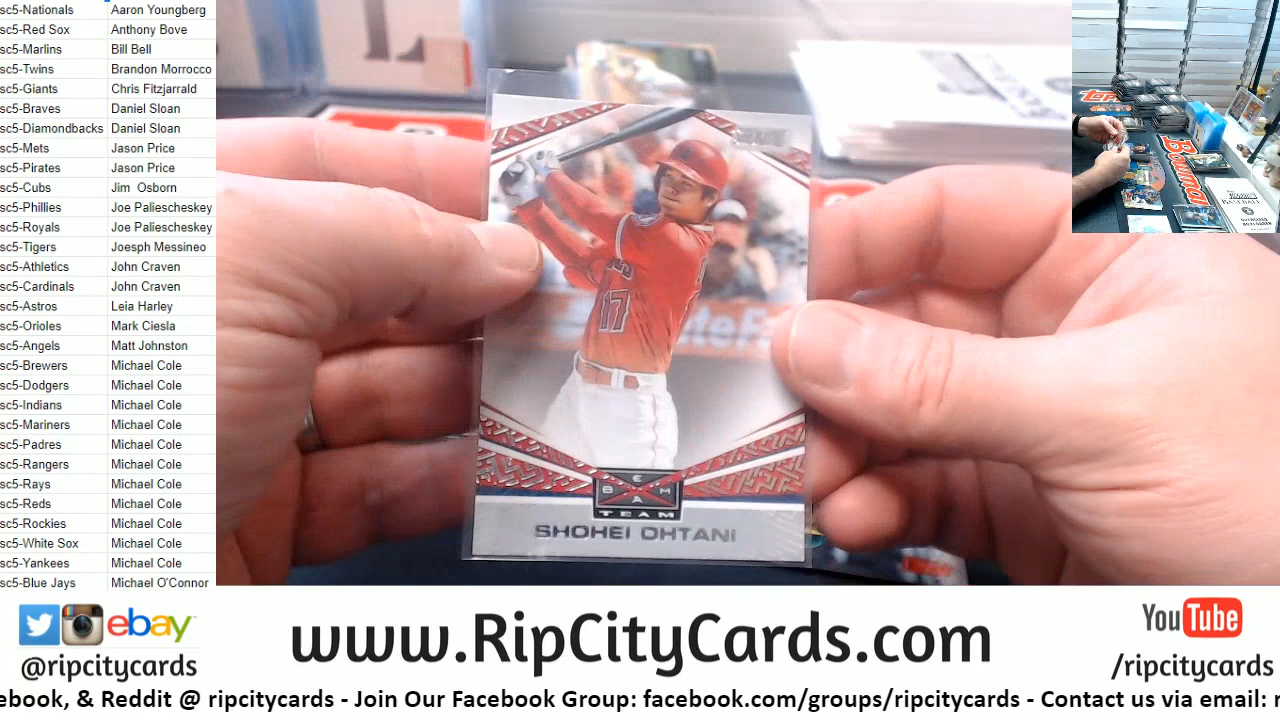 sc5-Nationals Aaron Youngberg
sc5-Red Sox Anthony Bove
sc5-Marlins Bill Bell
sc5-Twins Brandon Morrocco
sc5-Giants Chris Fitzjarrald
sc5-Braves Daniel Sloan
sc5-Diamondbacks Daniel Sloan
sc5-Mets Jason Price
sc5-Pirates Jason Price
sc5-Cubs Jim Osborn
sc5-Phillies Joe Paliescheskey
sc5-Royals Joe Paliescheskey
sc5-Tigers Joesph Messineo
sc5-Athletics John Craven
sc5-Cardinals John Craven
sc5-Astros Leia Harley
sc5-Orioles Mark Ciesla
sc5-Angels Matt Johnston
sc5-Brewers Michael Cole
sc5-Dodgers Michael Cole
sc5-Indians Michael Cole
sc5-Mariners Michael Cole
sc5-Padres Michael Cole
sc5-Rangers Michael Cole
sc5-Rays Michael Cole
sc5-Reds Michael Cole
sc5-Rockies Michael Cole
sc5-White Sox Michael Cole
sc5-Yankees Michael Cole
sc5-Blue Jays Michael O'Connor
17
BEAM
TEAM
SHOHEI OHTANI
Topps
BOWMAN
BASEBALL
ebay
@ripcitycards
www.RipCityCards.com
YouTube
/ripcitycards
cebook, & Reddit @ ripcitycards - Join Our Facebook Group: facebook.com/groups/ripcitycards - Contact us via email: